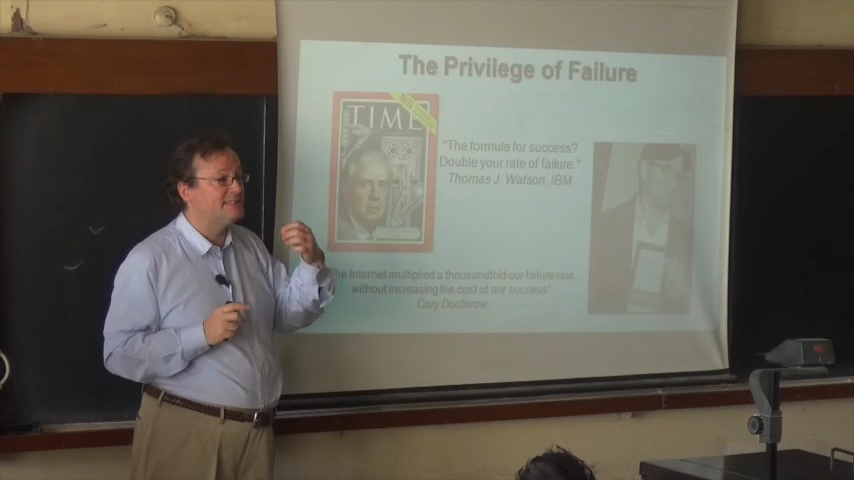 The Privilege of Failure
TIME
"The formula for success?
Double your rate of failure."
Thomas J. Watson, IBM
he Internet multiplied a thousandfold our failure rate,
without increasing the cost of our success"
Cory Doctorow